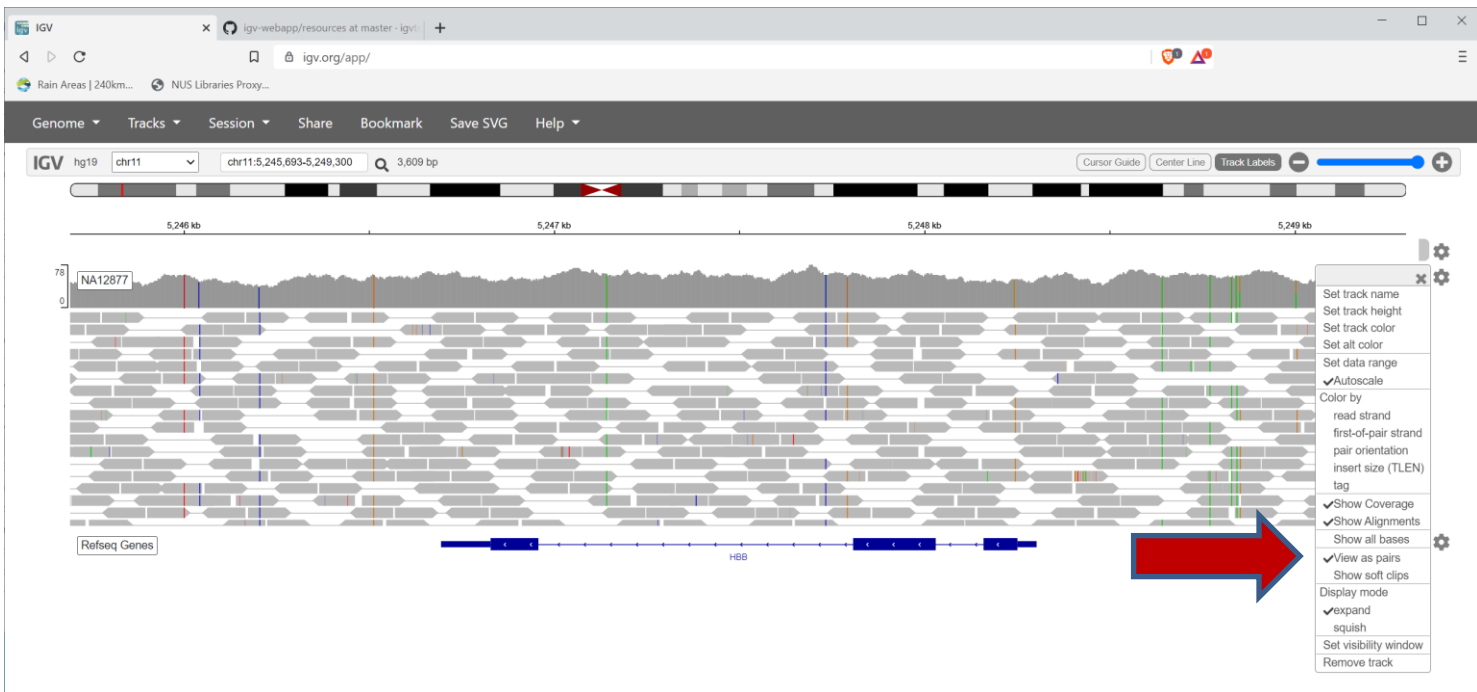 IGV
igv-webapp/resources at master · igvt
igv.org/app/
Rain Areas | 240km...
NUS Libraries Proxy...
Genome Tracks Session Share Bookmark Save SVG Help
IGV hg19 chr11 chr11:5,245,693-5,249,300 3,609 bp Cursor Guide Center Line Track Labels
5,246 kb 5,247 kb 5,248 kb 5,249 kb
78
NA12877
0
Set track name
Set track height
Set track color
Set alt color
Set data range
✓Autoscale
Color by
read strand
first-of-pair strand
pair orientation
insert size (TLEN)
tag
✓Show Coverage
✓Show Alignments
Show all bases
✓View as pairs
Show soft clips
Display mode
✓expand
squish
Set visibility window
Remove track
Refseq Genes
HBB